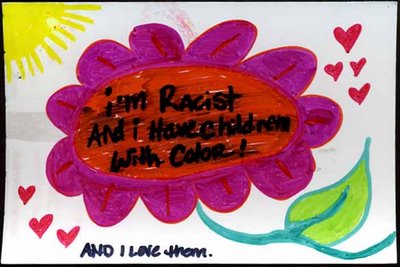 i'm Racist
And i Have children
With Color!
AND I Love them.